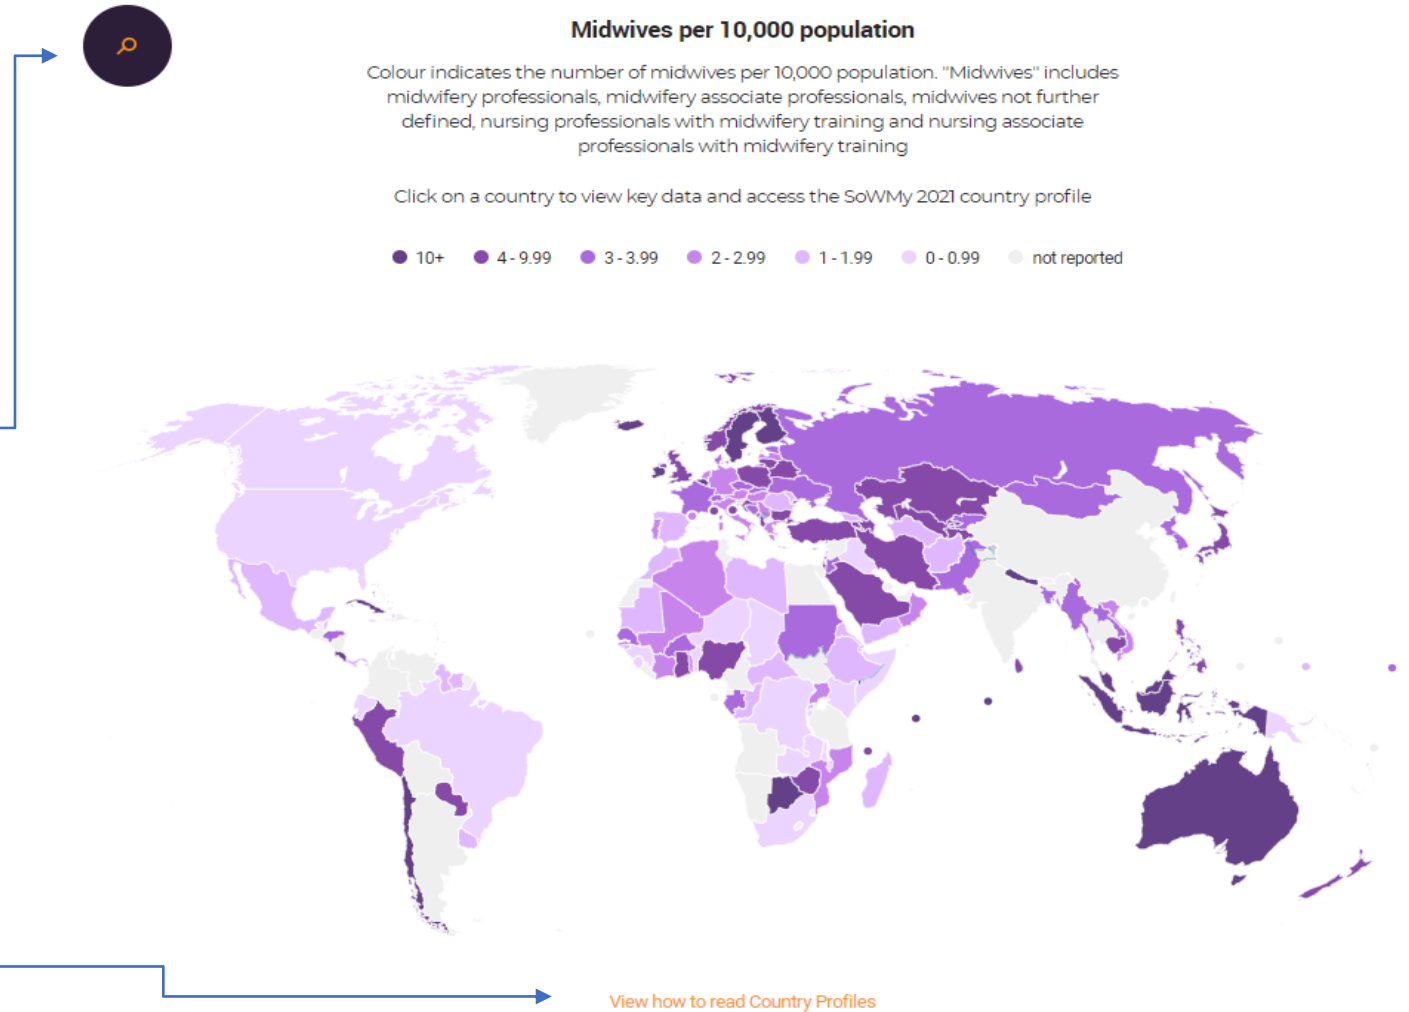 Midwives per 10,000 population
Colour indicates the number of midwives per 10,000 population. "Midwives" includes
midwifery professionals, midwifery associate professionals, midwives not further
defined, nursing professionals with midwifery training and nursing associate
professionals with midwifery training
Click on a country to view key data and access the SoWMy 2021 country profile
10+ 4 - 9.99 3 - 3.99 2 - 2.99 1 - 1.99 0 - 0.99 not reported
View how to read Country Profiles